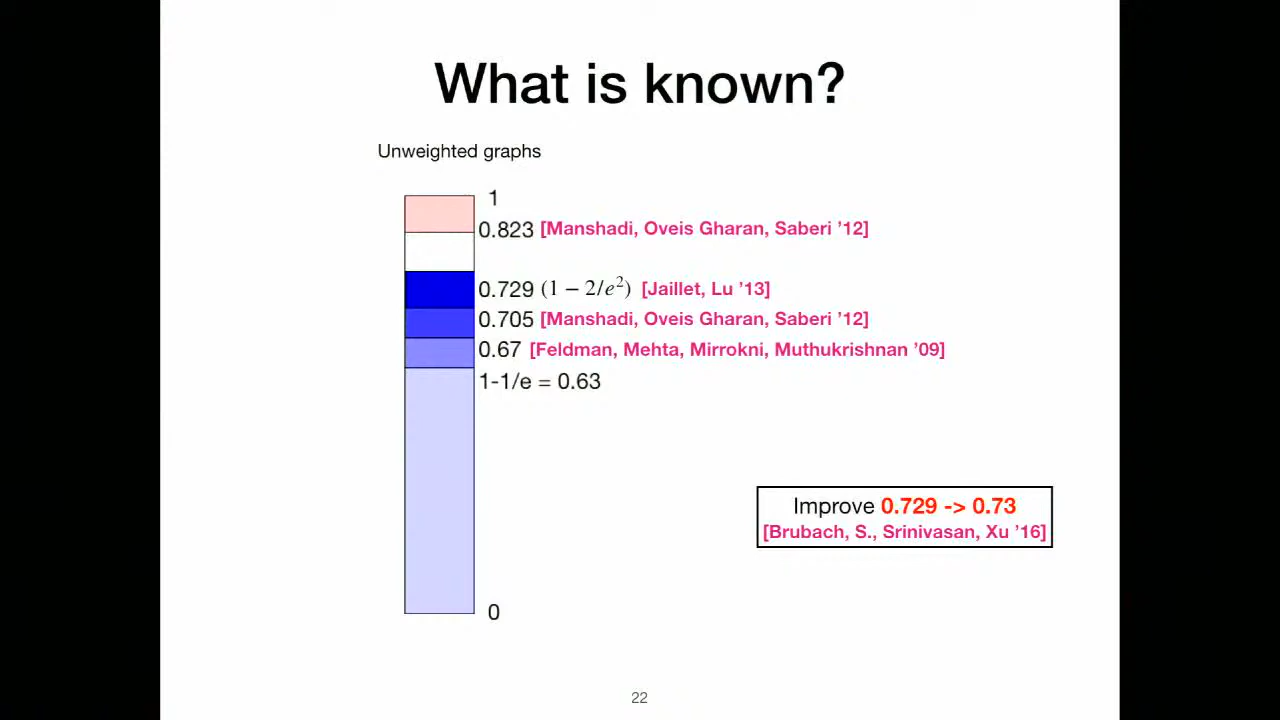 What is known?
Unweighted graphs
1
0.823 [Manshadi, Oveis Gharan, Saberi ’12]
0.729 (1 − 2/e²) [Jaillet, Lu ’13]
0.705 [Manshadi, Oveis Gharan, Saberi ’12]
0.67 [Feldman, Mehta, Mirrokni, Muthukrishnan ’09]
1-1/e = 0.63
Improve 0.729 -> 0.73
[Brubach, S., Srinivasan, Xu ’16]
0
22